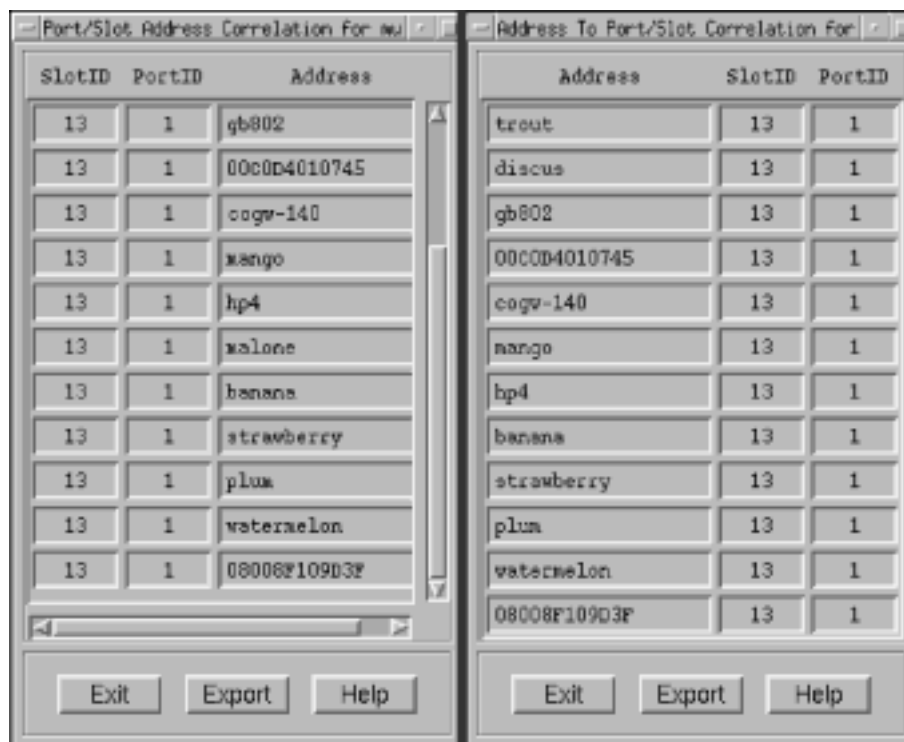 Port/Slot Address Correlation for mu
SlotID PortID Address
13 1 gb802
13 1 00C0D4010745
13 1 cogw-140
13 1 mango
13 1 hp4
13 1 malone
13 1 banana
13 1 strawberry
13 1 plum
13 1 watermelon
13 1 08008F109D3F
Exit Export Help
Address To Port/Slot Correlation for
Address SlotID PortID
trout 13 1
discus 13 1
gb802 13 1
00C0D4010745 13 1
cogw-140 13 1
mango 13 1
hp4 13 1
banana 13 1
strawberry 13 1
plum 13 1
watermelon 13 1
08008F109D3F 13 1
Exit Export Help